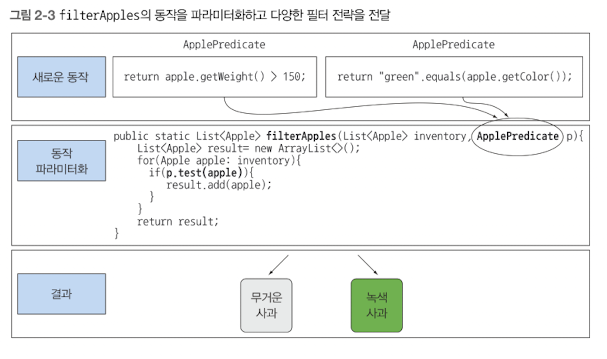 그림 2-3 filterApples의 동작을 파라미터화하고 다양한 필터 전략을 전달
ApplePredicate
ApplePredicate
새로운 동작
return apple.getWeight() > 150;
return "green".equals(apple.getColor());
동작
파라미터화
public static List<Apple> filterApples(List<Apple> inventory, ApplePredicate p){
List<Apple> result= new ArrayList<>();
for(Apple apple: inventory){
if(p.test(apple)){
result.add(apple);
}
}
return result;
}
결과
무거운
사과
녹색
사과